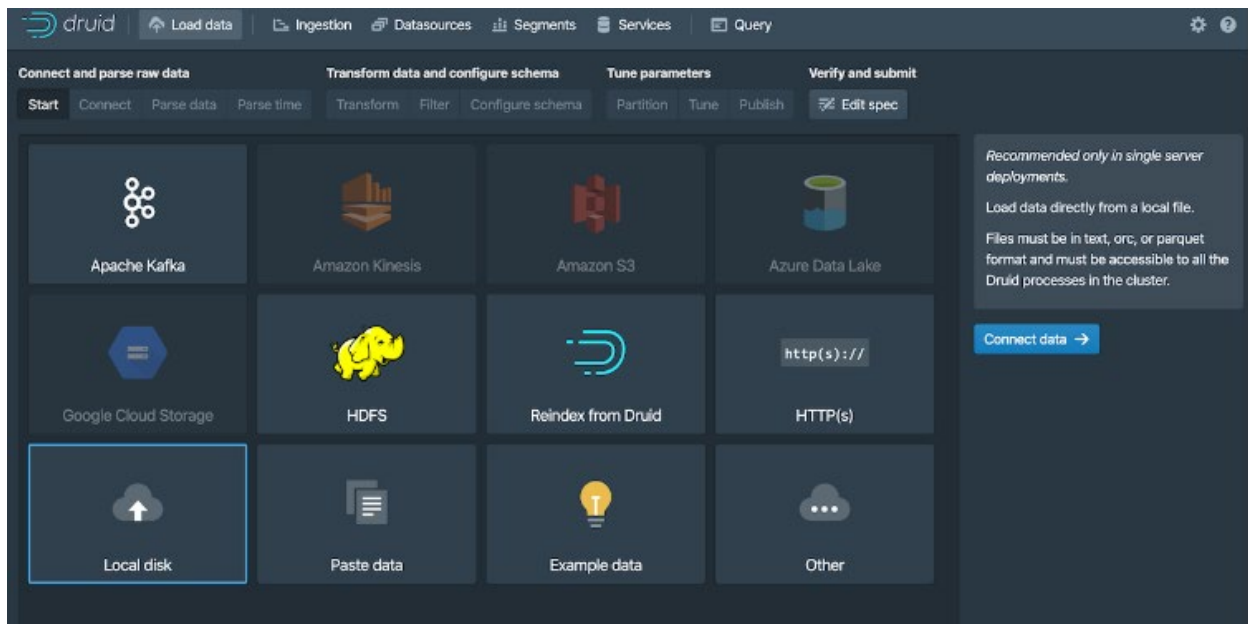 druid Load data Ingestion Datasources Segments Services Query
Connect and parse raw data Transform data and configure schema Tune parameters Verify and submit
Start Connect Parse data Parse time Transform Filter Configure schema Partition Tune Publish Edit spec
Apache Kafka Amazon Kinesis Amazon S3 Azure Data Lake
Recommended only in single server
deployments.
Load data directly from a local file.
Files must be in text, orc, or parquet
format and must be accessible to all the
Druid processes in the cluster.
Connect data
http(s)://
Google Cloud Storage HDFS Reindex from Druid HTTP(s)
Local disk Paste data Example data Other